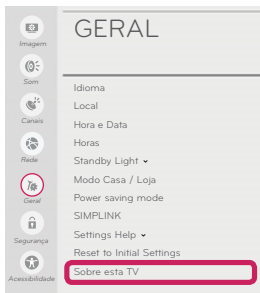 GERAL
Imagem
Som
Canais
Rede
Geral
Segurança
Acessibilidade
Idioma
Local
Hora e Data
Horas
Standby Light
Modo Casa / Loja
Power saving mode
SIMPLINK
Settings Help
Reset to Initial Settings
Sobre esta TV